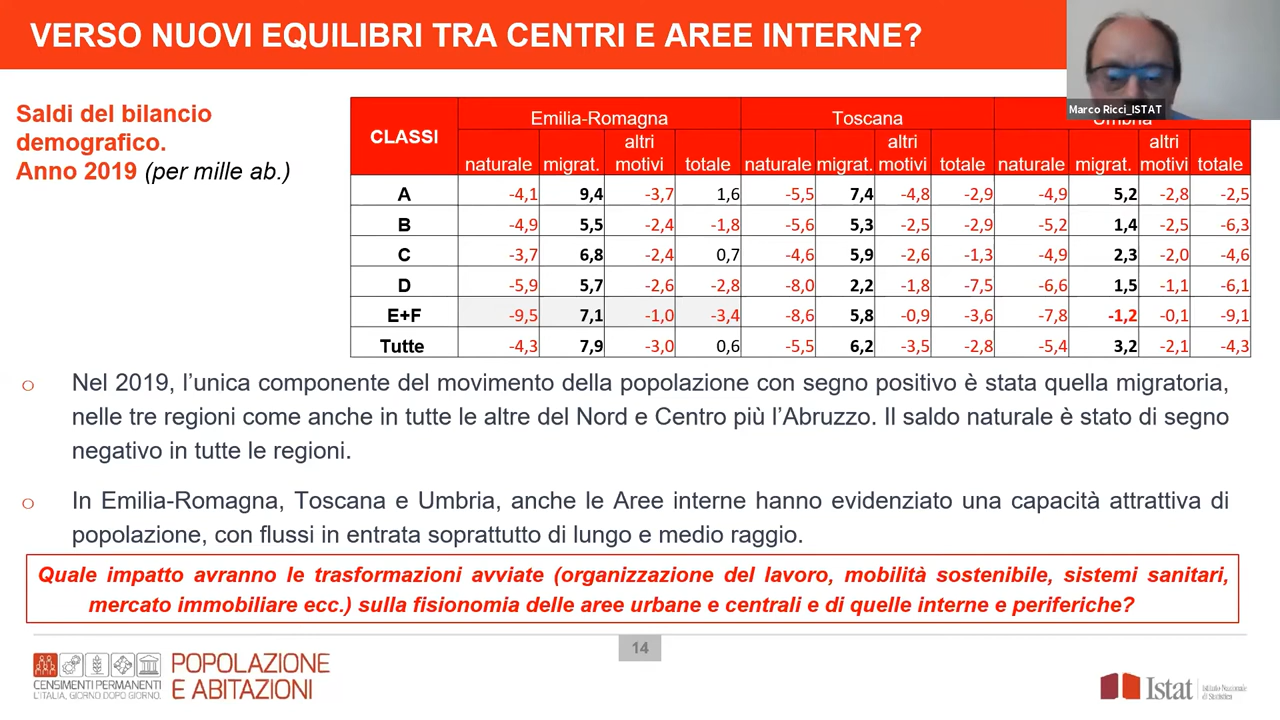 VERSO NUOVI EQUILIBRI TRA CENTRI E AREE INTERNE?
Marco Ricci_ISTAT
Saldi del bilancio
demografico.
Anno 2019 (per mille ab.)
CLASSI Emilia-Romagna Toscana Umbria
naturale migrat. altri motivi totale naturale migrat. altri motivi totale naturale migrat. altri motivi totale
A -4,1 9,4 -3,7 1,6 -5,5 7,4 -4,8 -2,9 -4,9 5,2 -2,8 -2,5
B -4,9 5,5 -2,4 -1,8 -5,6 5,3 -2,5 -2,9 -5,2 1,4 -2,5 -6,3
C -3,7 6,8 -2,4 0,7 -4,6 5,9 -2,6 -1,3 -4,9 2,3 -2,0 -4,6
D -5,9 5,7 -2,6 -2,8 -8,0 2,2 -1,8 -7,5 -6,6 1,5 -1,1 -6,1
E+F -9,5 7,1 -1,0 -3,4 -8,6 5,8 -0,9 -3,6 -7,8 -1,2 -0,1 -9,1
Tutte -4,3 7,9 -3,0 0,6 -5,5 6,2 -3,5 -2,8 -5,4 3,2 -2,1 -4,3
o Nel 2019, l'unica componente del movimento della popolazione con segno positivo è stata quella migratoria,
nelle tre regioni come anche in tutte le altre del Nord e Centro più l'Abruzzo. Il saldo naturale è stato di segno
negativo in tutte le regioni.
o In Emilia-Romagna, Toscana e Umbria, anche le Aree interne hanno evidenziato una capacità attrattiva di
popolazione, con flussi in entrata soprattutto di lungo e medio raggio.
Quale impatto avranno le trasformazioni avviate (organizzazione del lavoro, mobilità sostenibile, sistemi sanitari,
mercato immobiliare ecc.) sulla fisionomia delle aree urbane e centrali e di quelle interne e periferiche?
14
CENSIMENTI PERMANENTI
L'ITALIA, GIORNO DOPO GIORNO.
POPOLAZIONE
E ABITAZIONI
Istat
Istituto Nazionale
di Statistica